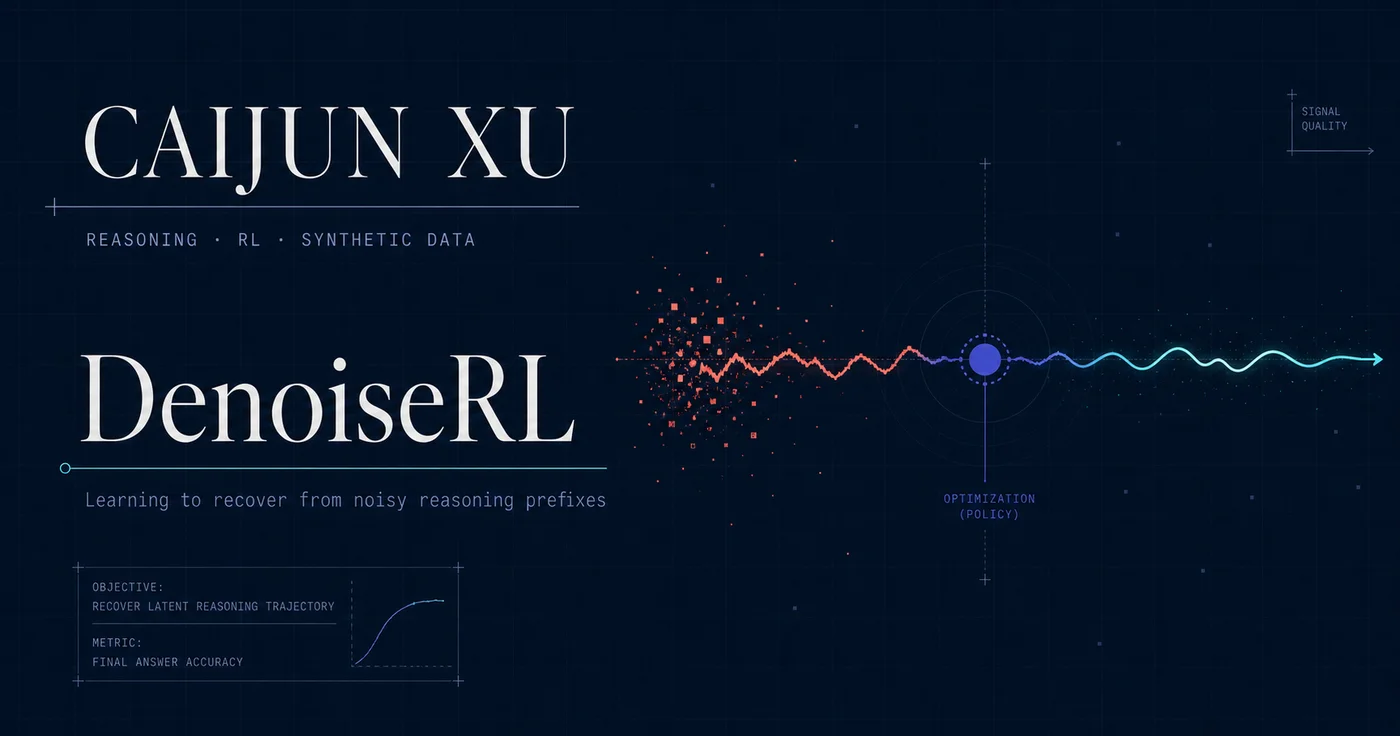 CAIJUN XU
REASONING · RL · SYNTHETIC DATA
DenoiseRL
Learning to recover from noisy reasoning prefixes
OBJECTIVE:
RECOVER LATENT REASONING TRAJECTORY
METRIC:
FINAL ANSWER ACCURACY
OPTIMIZATION
(POLICY)
SIGNAL
QUALITY